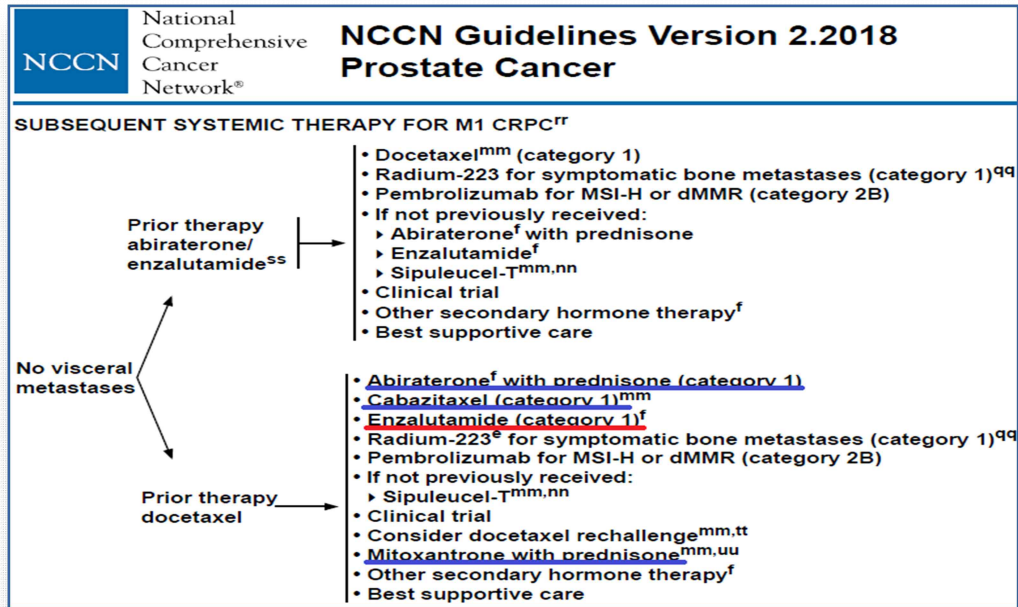 NCCN
National
Comprehensive
Cancer
Network®
NCCN Guidelines Version 2.2018
Prostate Cancer
SUBSEQUENT SYSTEMIC THERAPY FOR M1 CRPCrr
No visceral
metastases
Prior therapy
abiraterone/
enzalutamidess
• Docetaxelmm (category 1)
• Radium-223 for symptomatic bone metastases (category 1)qq
• Pembrolizumab for MSI-H or dMMR (category 2B)
• If not previously received:
▸ Abirateronef with prednisone
▸ Enzalutamidef
▸ Sipuleucel-Tmm,nn
• Clinical trial
• Other secondary hormone therapyf
• Best supportive care
Prior therapy
docetaxel
• Abirateronef with prednisone (category 1)
• Cabazitaxel (category 1)mm
• Enzalutamide (category 1)f
• Radium-223e for symptomatic bone metastases (category 1)qq
• Pembrolizumab for MSI-H or dMMR (category 2B)
• If not previously received:
▸ Sipuleucel-Tmm,nn
• Clinical trial
• Consider docetaxel rechallengemm,tt
• Mitoxantrone with prednisonemm,uu
• Other secondary hormone therapyf
• Best supportive care